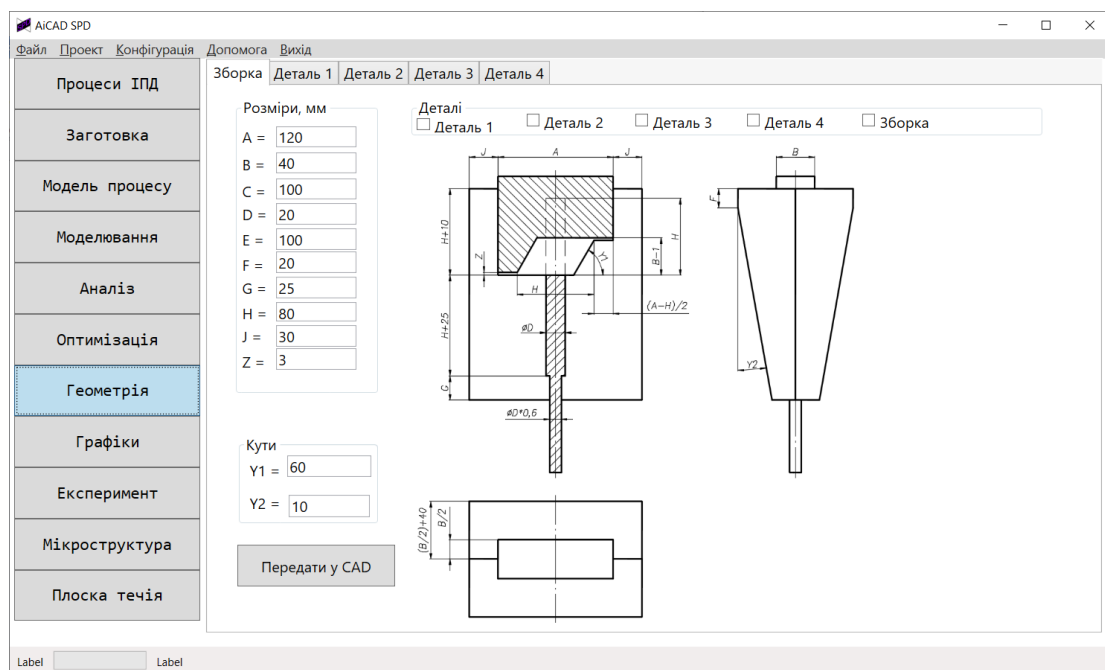 AiCAD SPD
Файл Проект Конфігурація Допомога Вихід
Процеси ІПД
Заготовка
Модель процесу
Моделювання
Аналіз
Оптимізація
Геометрія
Графіки
Експеримент
Мікроструктура
Плоска течія
Зборка Деталь 1 Деталь 2 Деталь 3 Деталь 4
Розміри, мм
A = 120
B = 40
C = 100
D = 20
E = 100
F = 20
G = 25
H = 80
J = 30
Z = 3
Кути
Y1 = 60
Y2 = 10
Передати у CAD
Деталі
Деталь 1 Деталь 2 Деталь 3 Деталь 4 Зборка
J A J
H+10
Z
Y1
B-1
H
H
(A-H)/2
H+25
øD
G
øD*0,6
B
F
Y2
(B/2)+40
B/2
Label Label